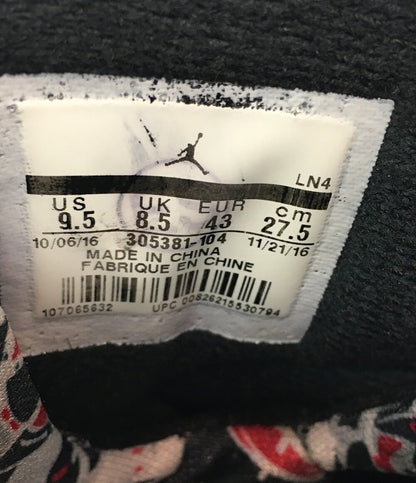 LN4
US UK EUR cm
9.5 8.5 43 27.5
10/06/16 305381-104 11/21/16
MADE IN CHINA
FABRIQUE EN CHINE
107065632 UPC 00826215530794